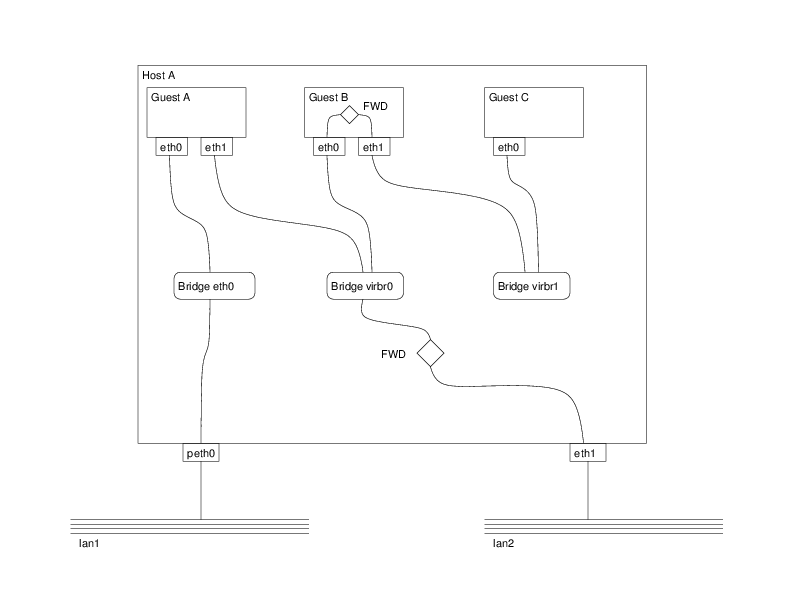 Host A
Guest A
Guest B
FWD
Guest C
eth0
eth1
eth0
eth1
eth0
Bridge eth0
Bridge virbr0
Bridge virbr1
FWD
peth0
eth1
lan1
lan2